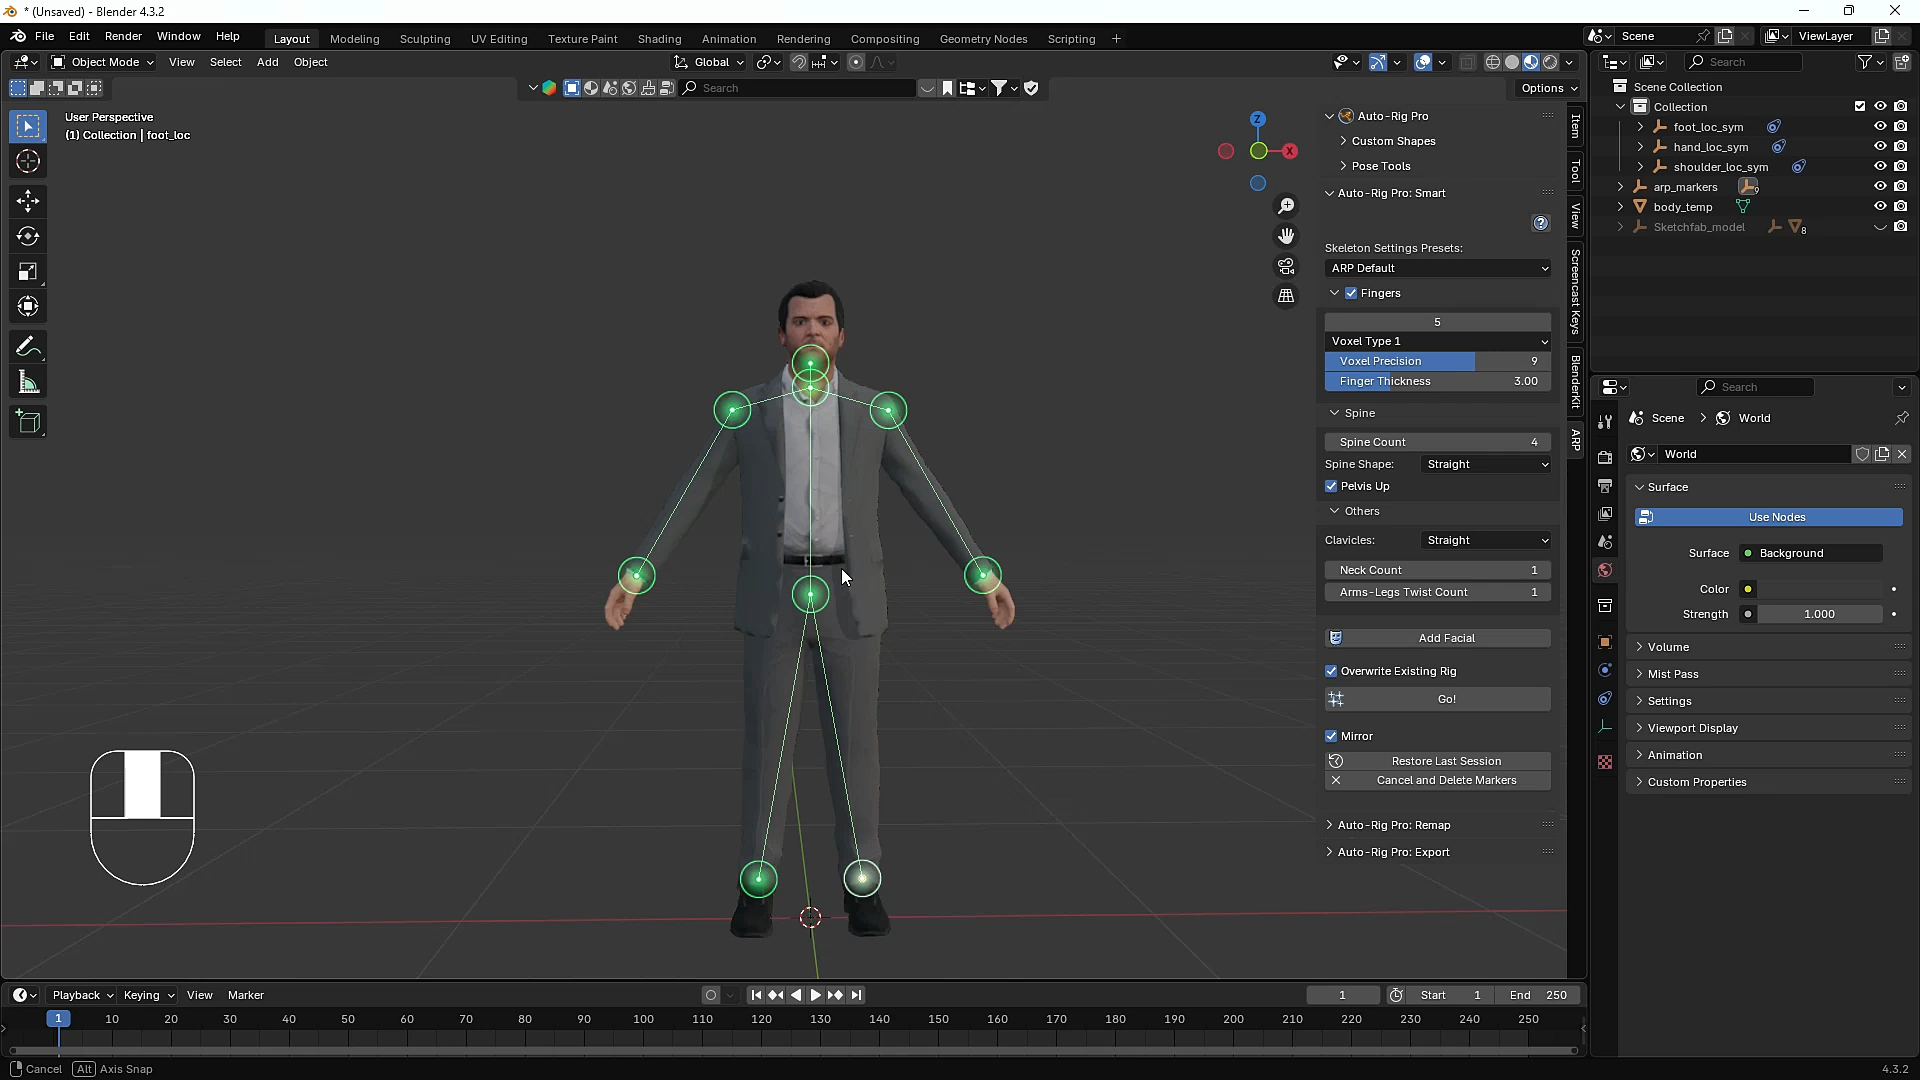 * (Unsaved) - Blender 4.3.2
File Edit Render Window Help Layout Modeling Sculpting UV Editing Texture Paint Shading Animation Rendering Compositing Geometry Nodes Scripting + Scene ViewLayer
Object Mode View Select Add Object Global Search
Search Options
User Perspective
(1) Collection | foot_loc
Z
X
Auto-Rig Pro
Custom Shapes
Pose Tools
Auto-Rig Pro: Smart
?
Skeleton Settings Presets:
ARP Default
Fingers
5
Voxel Type 1
Voxel Precision 9
Finger Thickness 3.00
Spine
Spine Count 4
Spine Shape: Straight
Pelvis Up
Others
Clavicles: Straight
Neck Count 1
Arms-Legs Twist Count 1
Add Facial
Overwrite Existing Rig
Go!
Mirror
Restore Last Session
Cancel and Delete Markers
Auto-Rig Pro: Remap
Auto-Rig Pro: Export
Item
Tool
View
Screencast Keys
BlenderKit
ARP
Scene Collection
Collection
foot_loc_sym
hand_loc_sym
shoulder_loc_sym
arp_markers 9
body_temp
Sketchfab_model 8
Search
Scene World
World
Surface
Use Nodes
Surface Background
Color
Strength 1.000
Volume
Mist Pass
Settings
Viewport Display
Animation
Custom Properties
Playback Keying View Marker 1 Start 1 End 250
1 10 20 30 40 50 60 70 80 90 100 110 120 130 140 150 160 170 180 190 200 210 220 230 240 250
Cancel Alt Axis Snap 4.3.2